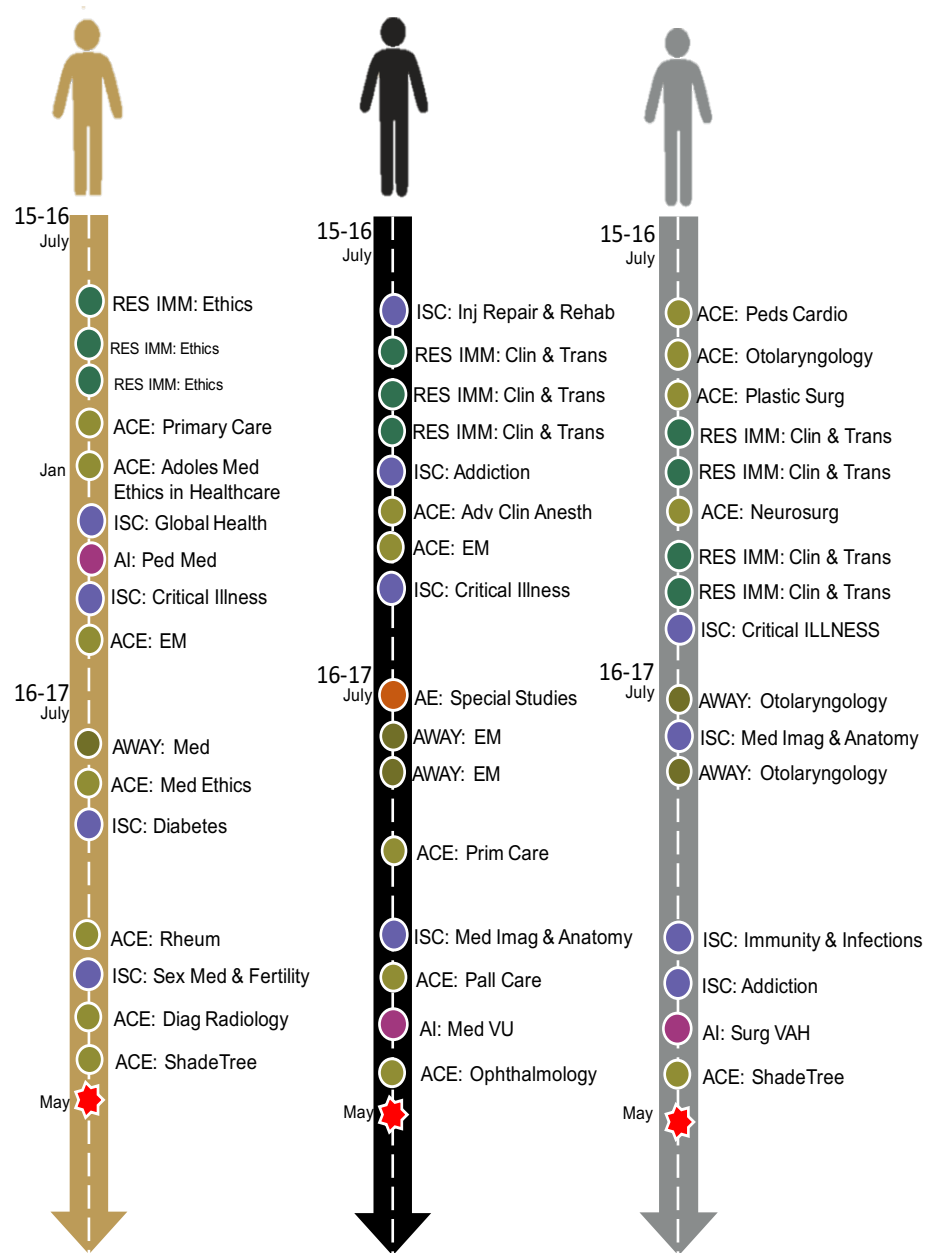 15-16
July
RES IMM: Ethics
RES IMM: Ethics
RES IMM: Ethics
ACE: Primary Care
Jan
ACE: Adoles Med
Ethics in Healthcare
ISC: Global Health
AI: Ped Med
ISC: Critical Illness
ACE: EM
16-17
July
AWAY: Med
ACE: Med Ethics
ISC: Diabetes
ACE: Rheum
ISC: Sex Med & Fertility
ACE: Diag Radiology
ACE: ShadeTree
May
15-16
July
ISC: Inj Repair & Rehab
RES IMM: Clin & Trans
RES IMM: Clin & Trans
RES IMM: Clin & Trans
ISC: Addiction
ACE: Adv Clin Anesth
ACE: EM
ISC: Critical Illness
16-17
July
AE: Special Studies
AWAY: EM
AWAY: EM
ACE: Prim Care
ISC: Med Imag & Anatomy
ACE: Pall Care
AI: Med VU
ACE: Ophthalmology
May
15-16
July
ACE: Peds Cardio
ACE: Otolaryngology
ACE: Plastic Surg
RES IMM: Clin & Trans
RES IMM: Clin & Trans
ACE: Neurosurg
RES IMM: Clin & Trans
RES IMM: Clin & Trans
ISC: Critical ILLNESS
16-17
July
AWAY: Otolaryngology
ISC: Med Imag & Anatomy
AWAY: Otolaryngology
ISC: Immunity & Infections
ISC: Addiction
AI: Surg VAH
ACE: ShadeTree
May